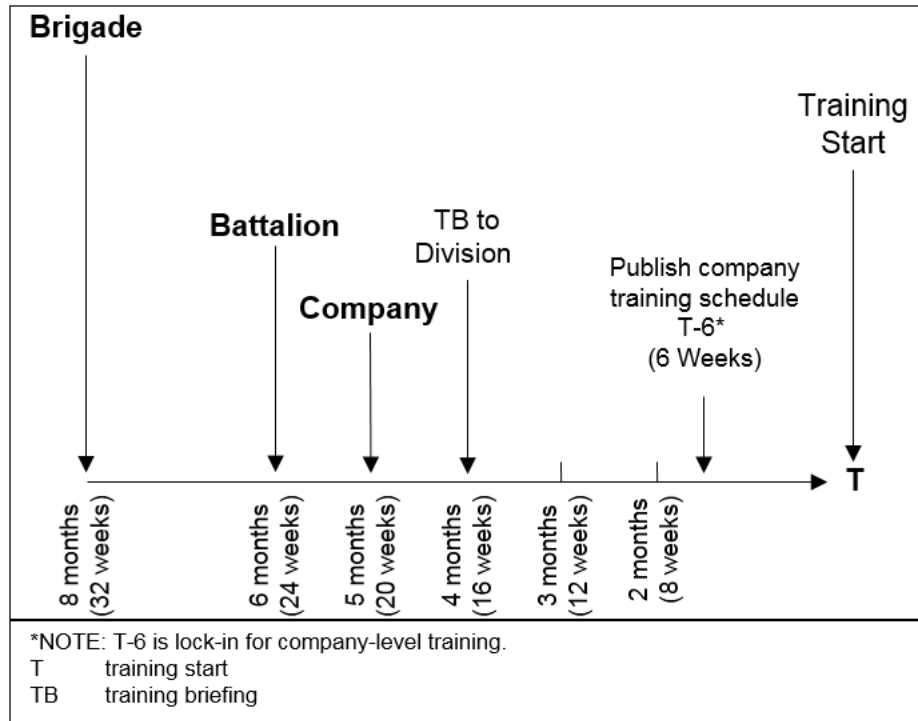 Brigade
Training
Start
Battalion
TB to
Division
Company
Publish company
training schedule
T-6*
(6 Weeks)
T
8 months
(32 weeks)
6 months
(24 weeks)
5 months
(20 weeks)
4 months
(16 weeks)
3 months
(12 weeks)
2 months
(8 weeks)
*NOTE: T-6 is lock-in for company-level training.
T training start
TB training briefing